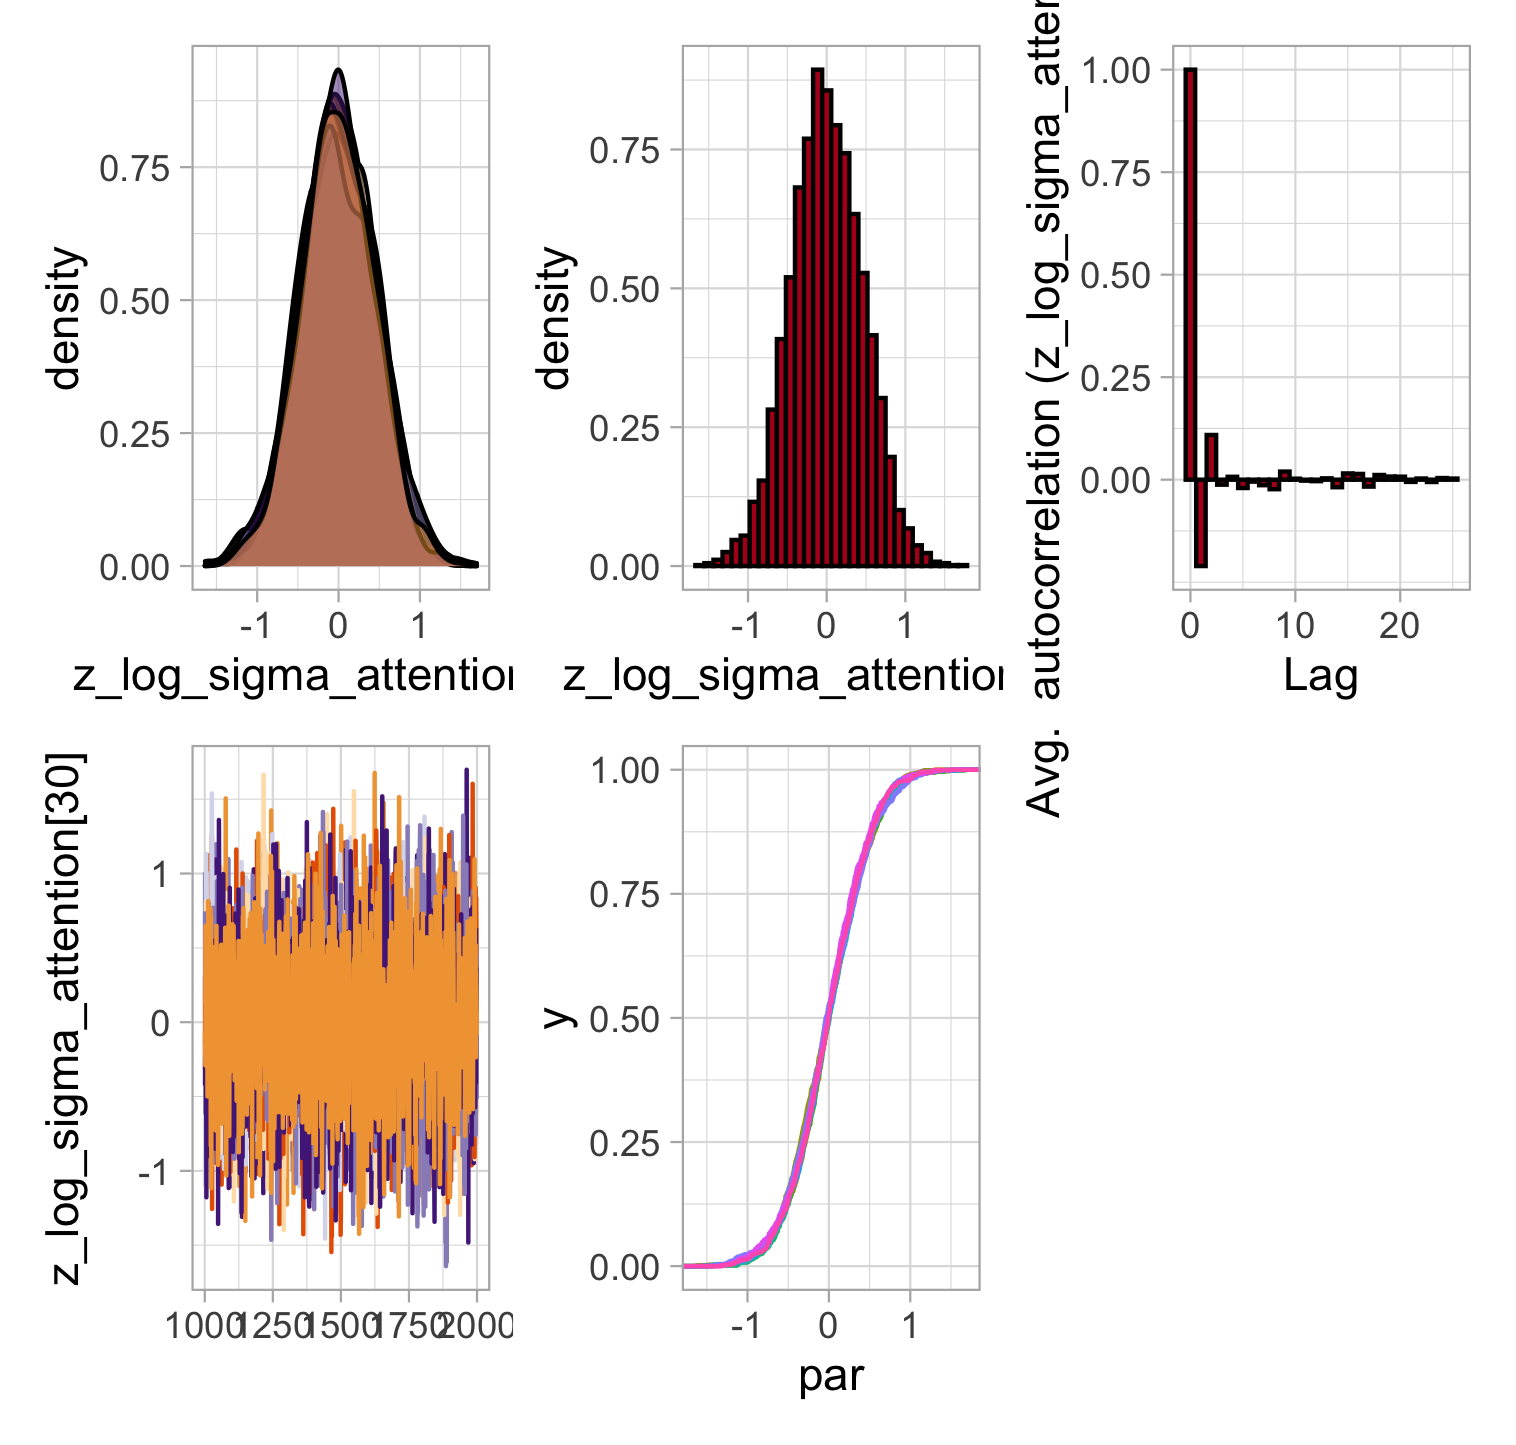 density
0.75
0.50
0.25
0.00
-1 0 1
z_log_sigma_attention
density
0.75
0.50
0.25
0.00
-1 0 1
z_log_sigma_attention
Avg. autocorrelation (z_log_sigma_atten
1.00
0.75
0.50
0.25
0.00
0 10 20
Lag
z_log_sigma_attention[30]
1
0
-1
1000 1250 1500 1750 2000
y
1.00
0.75
0.50
0.25
0.00
-1 0 1
par